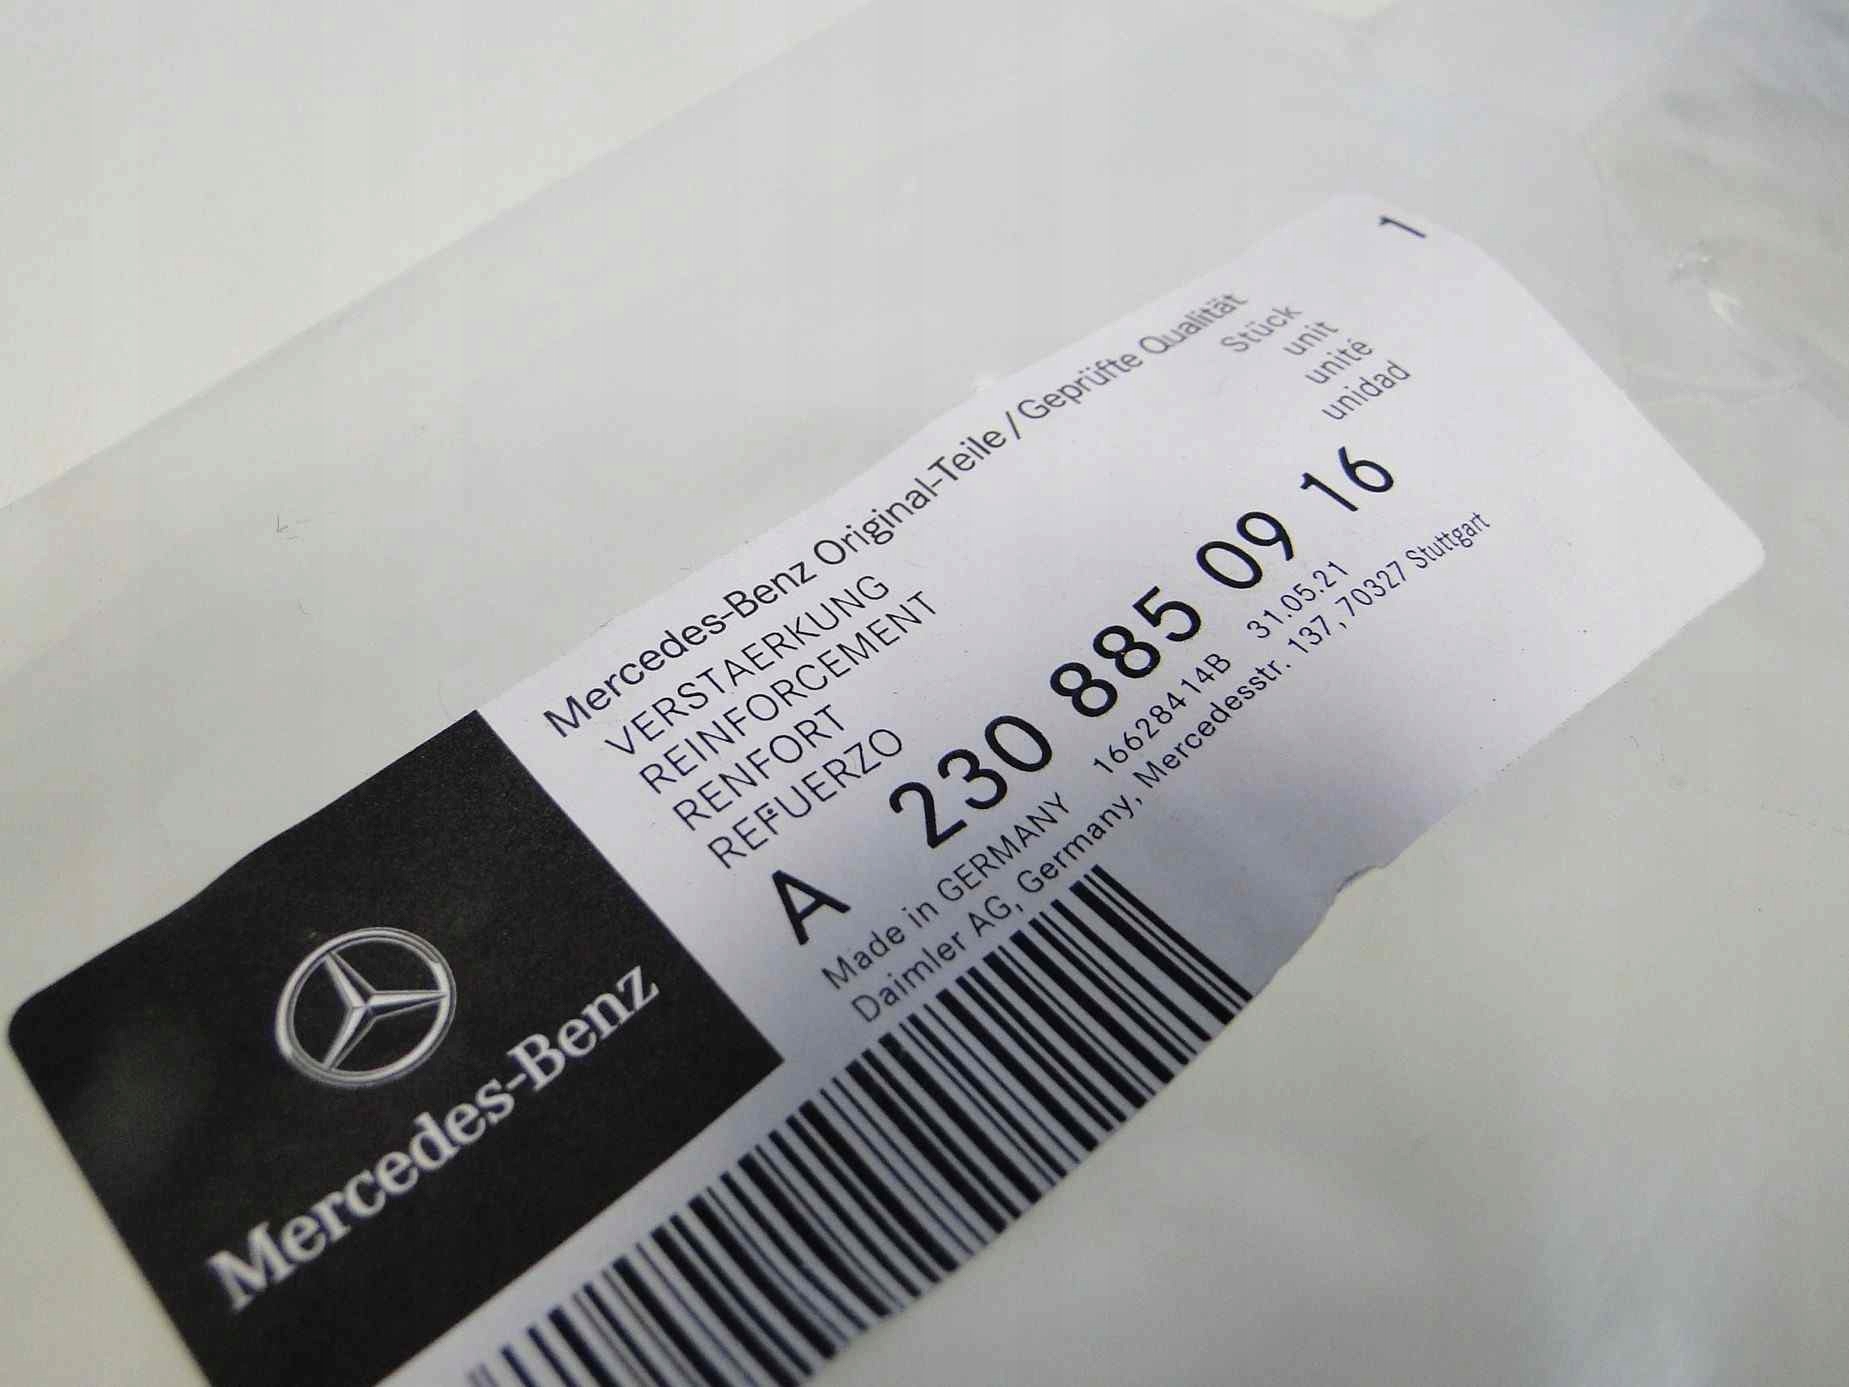 1
Mercedes-Benz Original-Teile / Geprüfte Qualität
Stück
unit
unité
unidad
VERSTAERKUNG
REINFORCEMENT
RENFORT
REFUERZO
A 230 885 09 16
Made in GERMANY 16628414B 31.05.21
Daimler AG, Germany, Mercedesstr. 137, 70327 Stuttgart
Mercedes-Benz